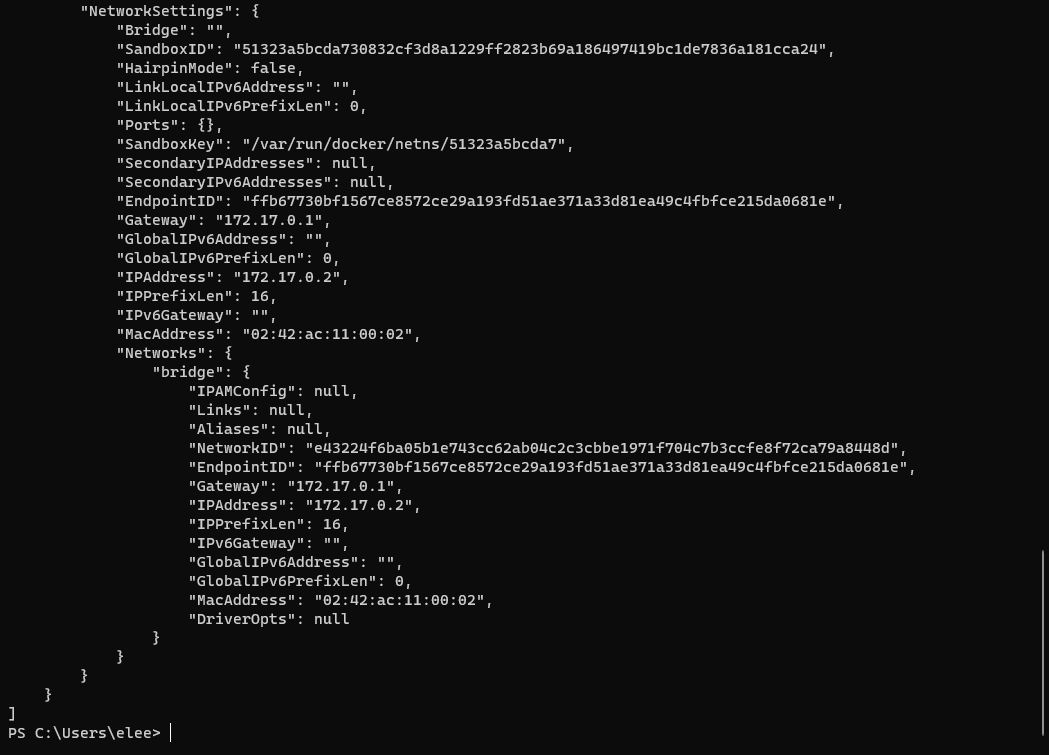 "NetworkSettings": {
"Bridge": "",
"SandboxID": "51323a5bcda730832cf3d8a1229ff2823b69a186497419bc1de7836a181cca24",
"HairpinMode": false,
"LinkLocalIPv6Address": "",
"LinkLocalIPv6PrefixLen": 0,
"Ports": {},
"SandboxKey": "/var/run/docker/netns/51323a5bcda7",
"SecondaryIPAddresses": null,
"SecondaryIPv6Addresses": null,
"EndpointID": "ffb67730bf1567ce8572ce29a193fd51ae371a33d81ea49c4fbfce215da0681e",
"Gateway": "172.17.0.1",
"GlobalIPv6Address": "",
"GlobalIPv6PrefixLen": 0,
"IPAddress": "172.17.0.2",
"IPPrefixLen": 16,
"IPv6Gateway": "",
"MacAddress": "02:42:ac:11:00:02",
"Networks": {
"bridge": {
"IPAMConfig": null,
"Links": null,
"Aliases": null,
"NetworkID": "e43224f6ba05b1e743cc62ab04c2c3cbbe1971f704c7b3ccfe8f72ca79a8448d",
"EndpointID": "ffb67730bf1567ce8572ce29a193fd51ae371a33d81ea49c4fbfce215da0681e",
"Gateway": "172.17.0.1",
"IPAddress": "172.17.0.2",
"IPPrefixLen": 16,
"IPv6Gateway": "",
"GlobalIPv6Address": "",
"GlobalIPv6PrefixLen": 0,
"MacAddress": "02:42:ac:11:00:02",
"DriverOpts": null
}
}
}
}
]
PS C:\Users\elee>